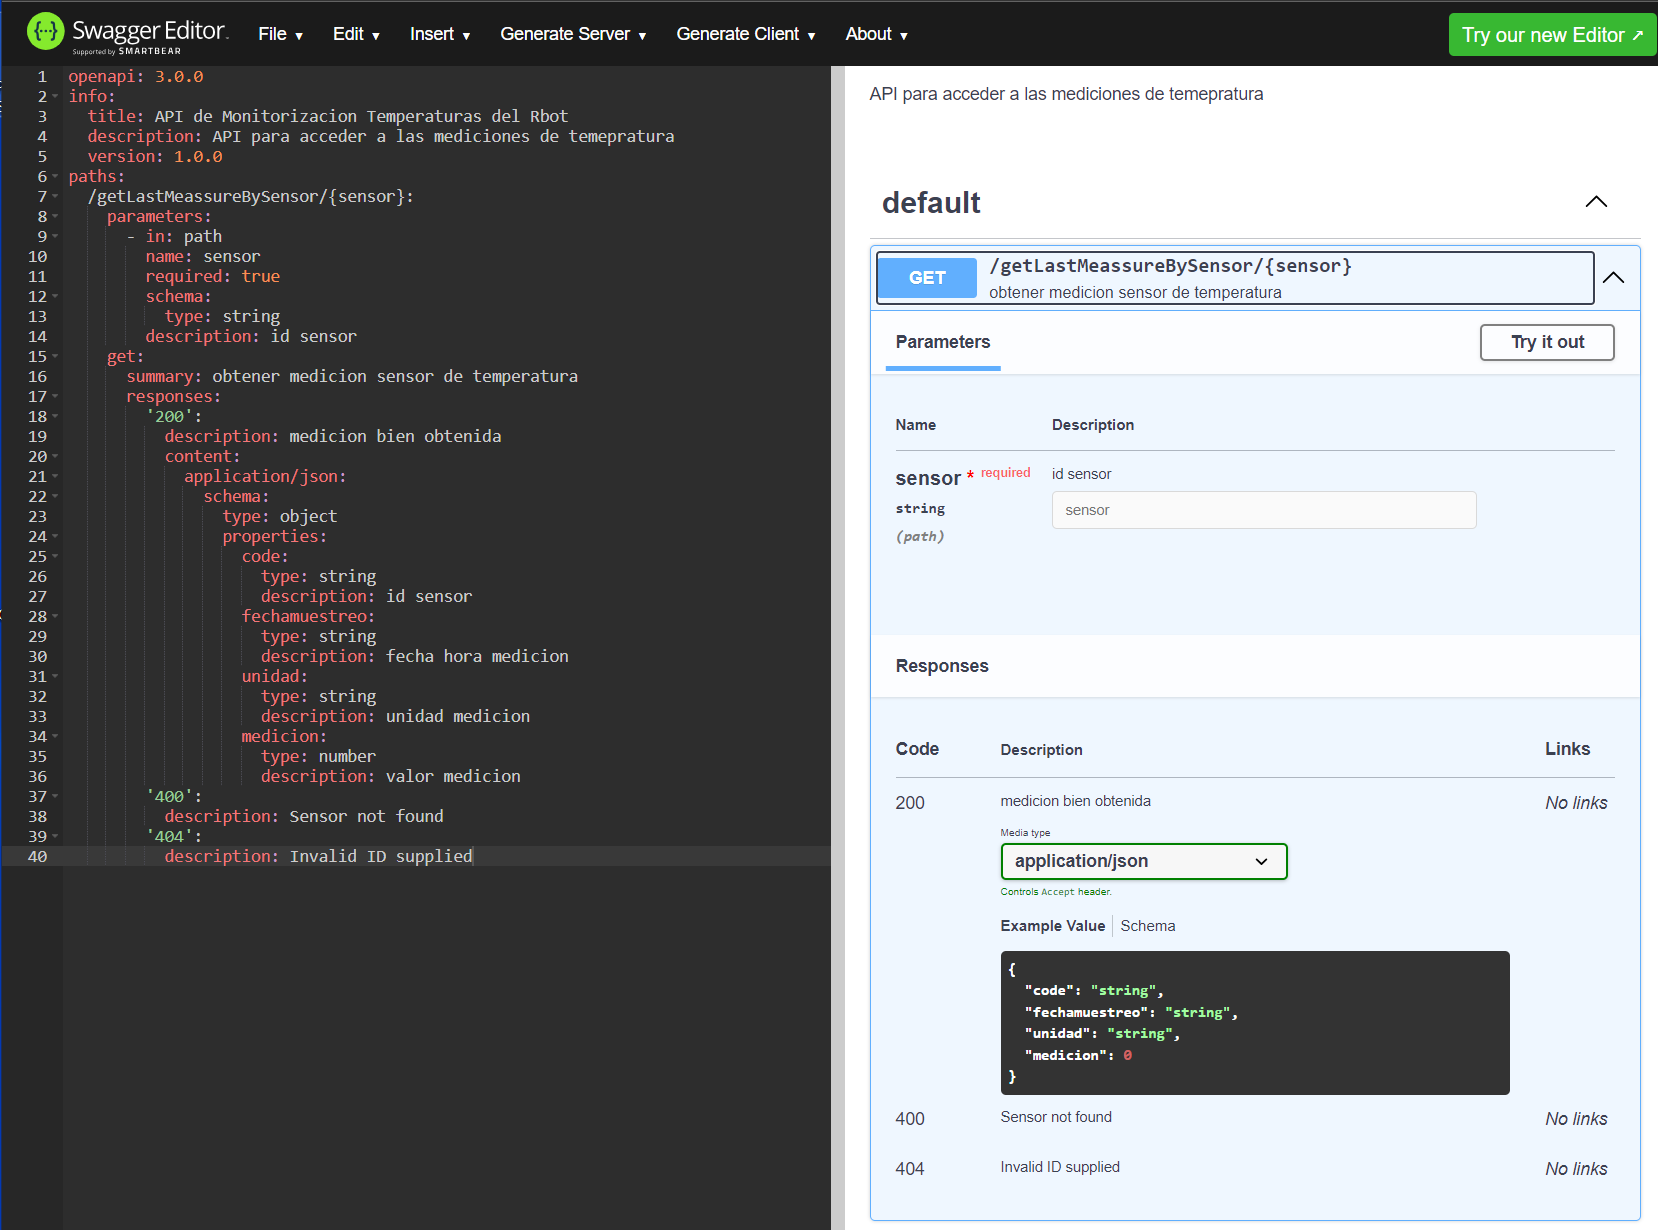 Swagger Editor.
Supported by SMARTBEAR
File ▾ Edit ▾ Insert ▾ Generate Server ▾ Generate Client ▾ About ▾
Try our new Editor ↗
1 openapi: 3.0.0
2 info:
3 title: API de Monitorizacion Temperaturas del Rbot
4 description: API para acceder a las mediciones de temepratura
5 version: 1.0.0
6 paths:
7 /getLastMeassureBySensor/{sensor}:
8 parameters:
9 - in: path
10 name: sensor
11 required: true
12 schema:
13 type: string
14 description: id sensor
15 get:
16 summary: obtener medicion sensor de temperatura
17 responses:
18 '200':
19 description: medicion bien obtenida
20 content:
21 application/json:
22 schema:
23 type: object
24 properties:
25 code:
26 type: string
27 description: id sensor
28 fechamuestreo:
29 type: string
30 description: fecha hora medicion
31 unidad:
32 type: string
33 description: unidad medicion
34 medicion:
35 type: number
36 description: valor medicion
37 '400':
38 description: Sensor not found
39 '404':
40 description: Invalid ID supplied
API para acceder a las mediciones de temepratura
default
GET /getLastMeassureBySensor/{sensor}
obtener medicion sensor de temperatura
Parameters
Try it out
Name Description
sensor * required
string
(path)
id sensor
sensor
Responses
Code Description Links
200 medicion bien obtenida No links
Media type
application/json
Controls Accept header.
Example Value Schema
{
"code": "string",
"fechamuestreo": "string",
"unidad": "string",
"medicion": 0
}
400 Sensor not found No links
404 Invalid ID supplied No links